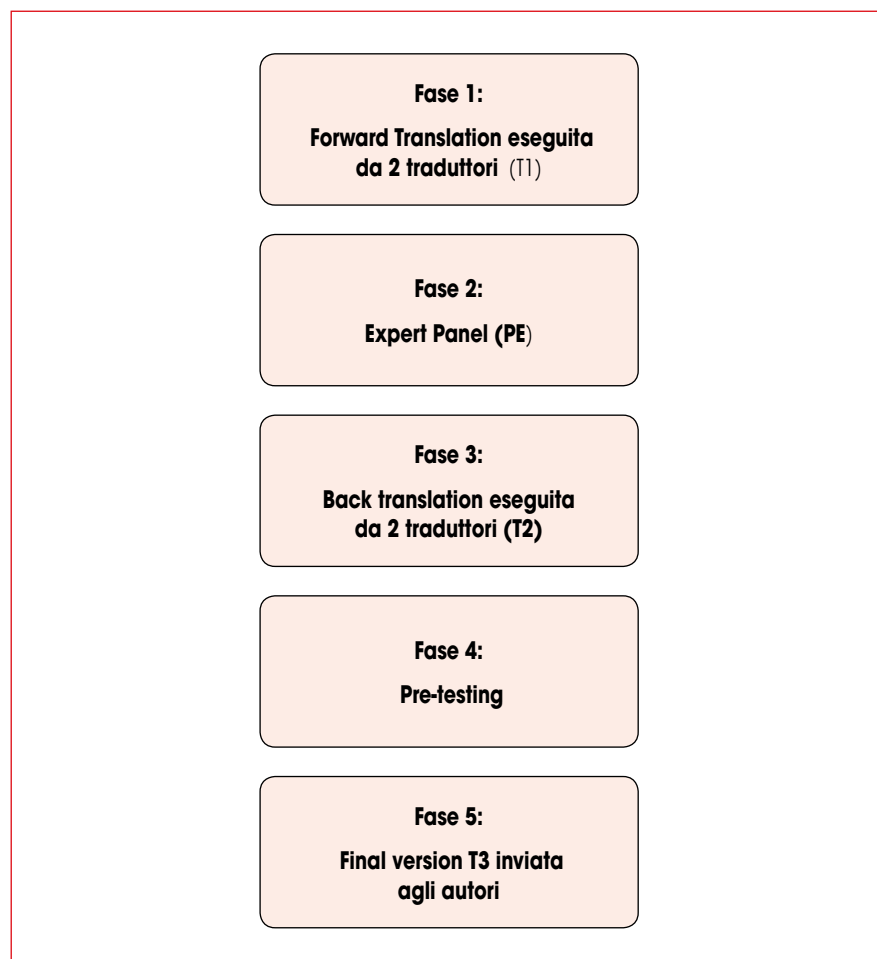 Fase 1:
Forward Translation eseguita
da 2 traduttori (T1)
Fase 2:
Expert Panel (PE)
Fase 3:
Back translation eseguita
da 2 traduttori (T2)
Fase 4:
Pre-testing
Fase 5:
Final version T3 inviata
agli autori